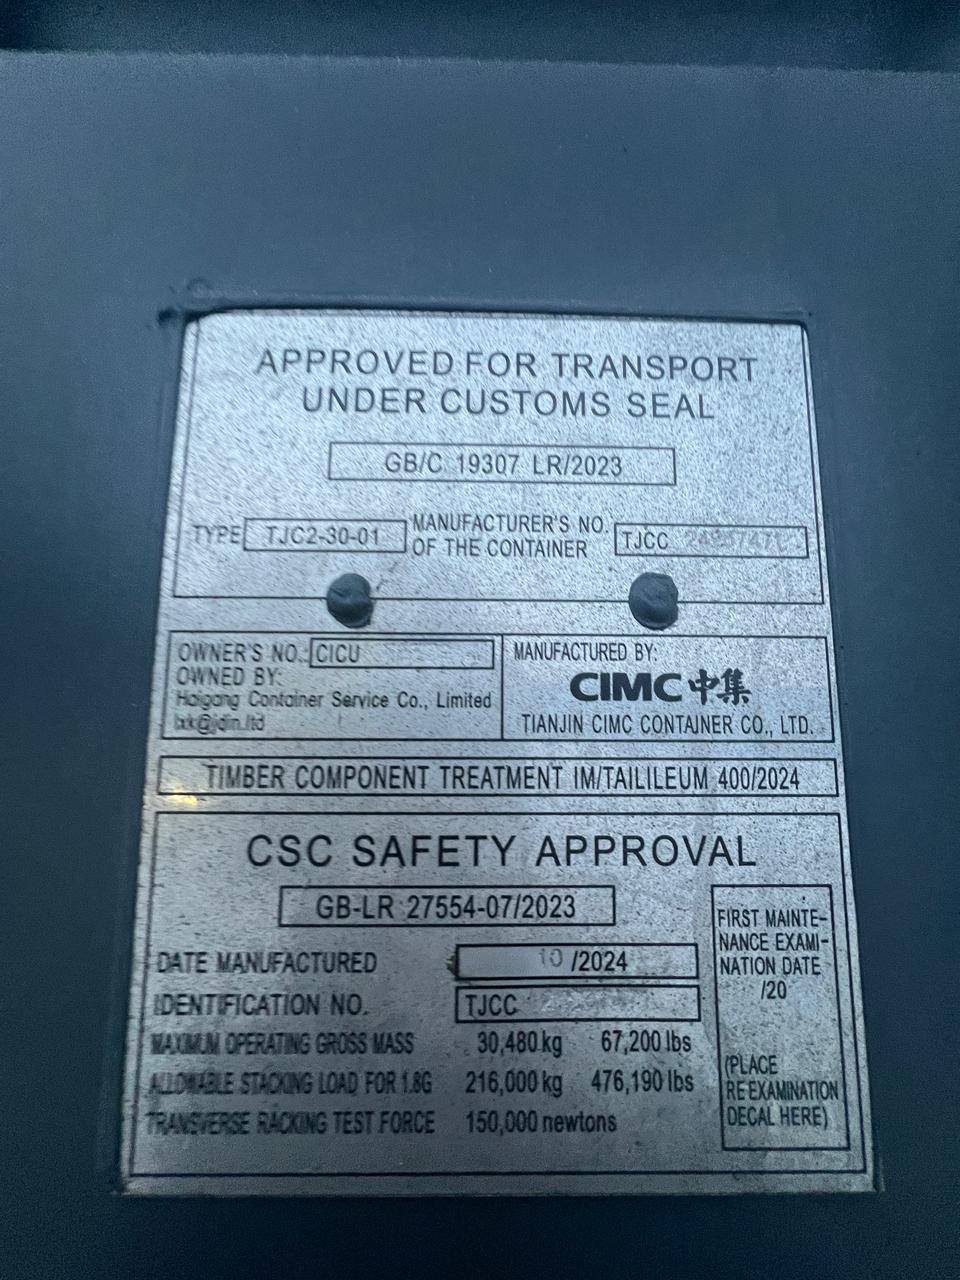 APPROVED FOR TRANSPORT
UNDER CUSTOMS SEAL
GB/C 19307 LR/2023
TYPE TJC2-30-01
MANUFACTURER'S NO.
OF THE CONTAINER
TJCC
OWNER'S NO.: CICU
OWNED BY:
Haigang Container Service Co., Limited
lxk@jdjn.ltd
MANUFACTURED BY:
CIMC 中集
TIANJIN CIMC CONTAINER CO., LTD.
TIMBER COMPONENT TREATMENT IM/TAILILEUM 400/2024
CSC SAFETY APPROVAL
GB-LR 27554-07/2023
DATE MANUFACTURED 10 /2024
IDENTIFICATION NO. TJCC
MAXIMUM OPERATING GROSS MASS 30,480 kg 67,200 lbs
ALLOWABLE STACKING LOAD FOR 1.8G 216,000 kg 476,190 lbs
TRANSVERSE RACKING TEST FORCE 150,000 newtons
FIRST MAINTE-
NANCE EXAMI-
NATION DATE
/20
(PLACE
RE EXAMINATION
DECAL HERE)